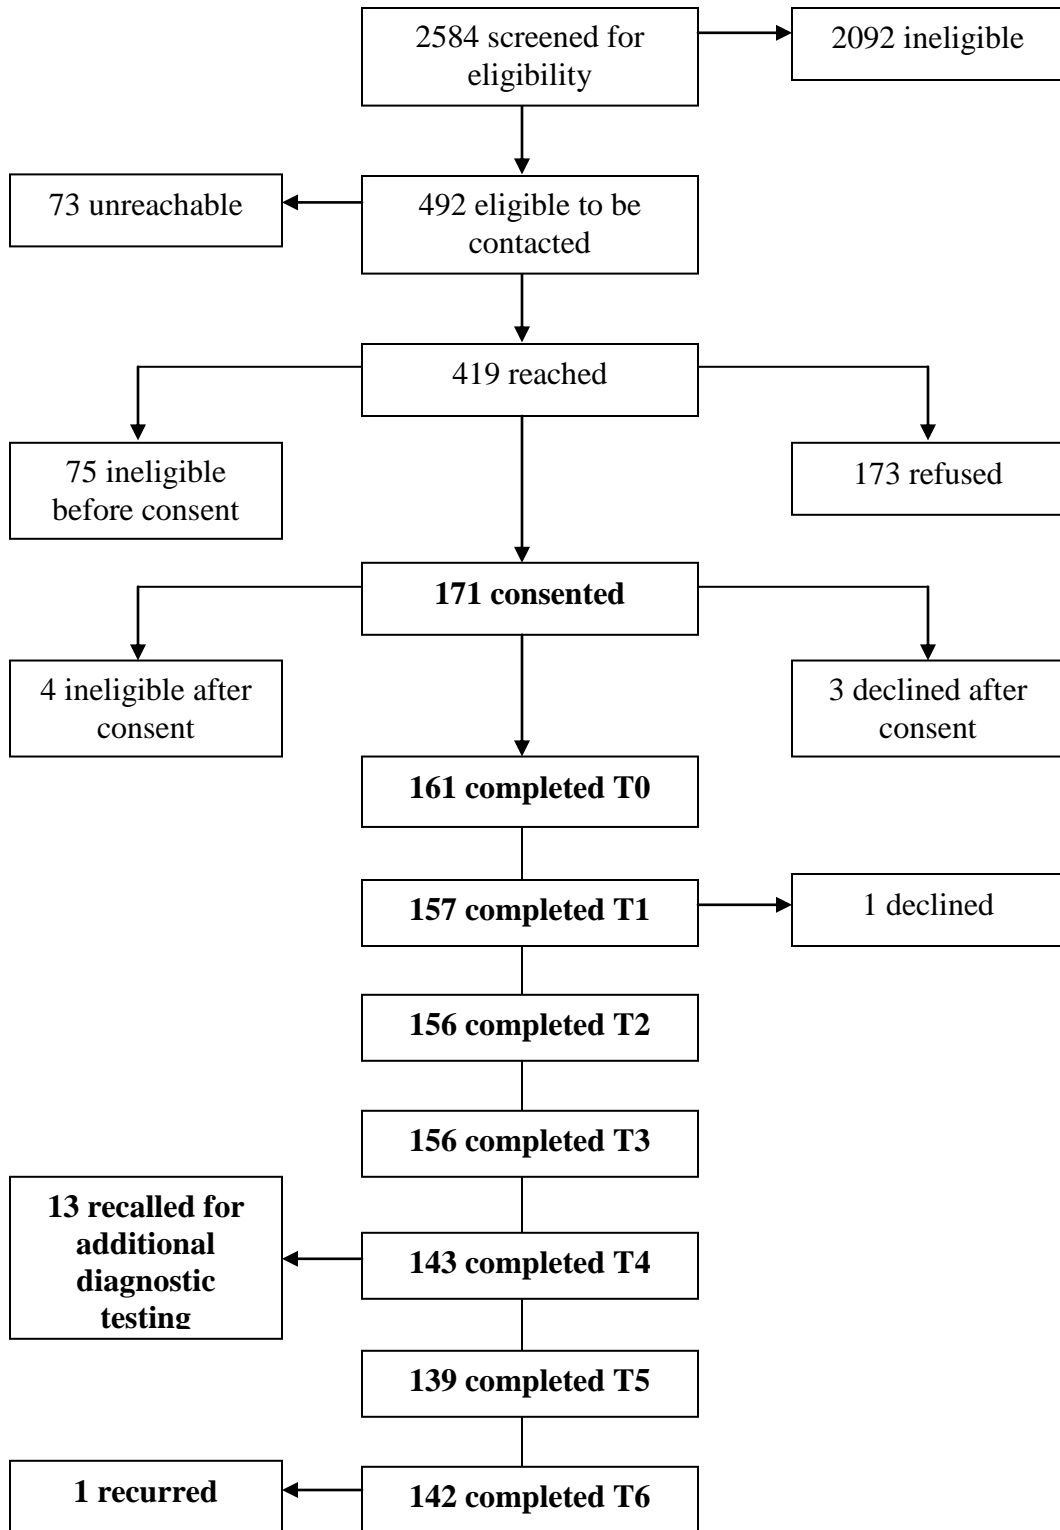 2584 screened for
eligibility
2092 ineligible
73 unreachable
492 eligible to be
contacted
419 reached
75 ineligible
before consent
173 refused
171 consented
4 ineligible after
consent
3 declined after
consent
161 completed T0
157 completed T1
1 declined
156 completed T2
156 completed T3
13 recalled for
additional
diagnostic
testing
143 completed T4
139 completed T5
1 recurred
142 completed T6